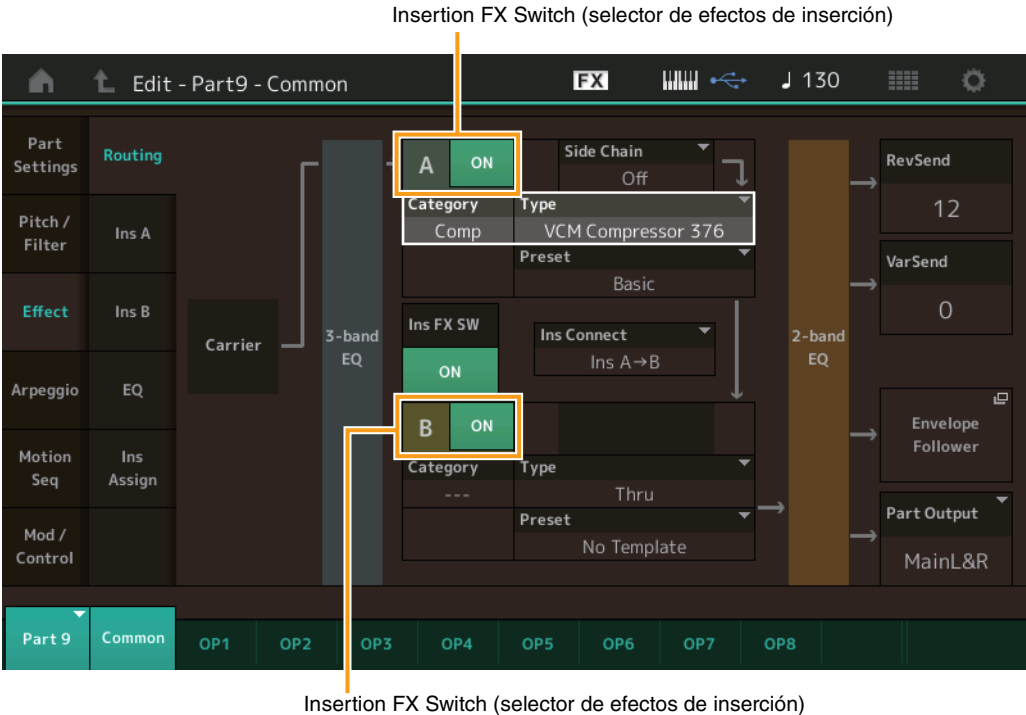 Insertion FX Switch (selector de efectos de inserción)
Edit - Part9 - Common
FX
♩ 130
Part Settings
Routing
A
ON
Side Chain
Off
RevSend
12
Category
Type
Comp
VCM Compressor 376
Pitch / Filter
Ins A
Preset
Basic
VarSend
0
Effect
Ins B
Carrier
3-band EQ
Ins FX SW
ON
Ins Connect
Ins A→B
2-band EQ
Arpeggio
EQ
B
ON
Envelope Follower
Motion Seq
Ins Assign
Category
Type
---
Thru
Preset
No Template
Part Output
MainL&R
Mod / Control
Part 9
Common
OP1
OP2
OP3
OP4
OP5
OP6
OP7
OP8
Insertion FX Switch (selector de efectos de inserción)